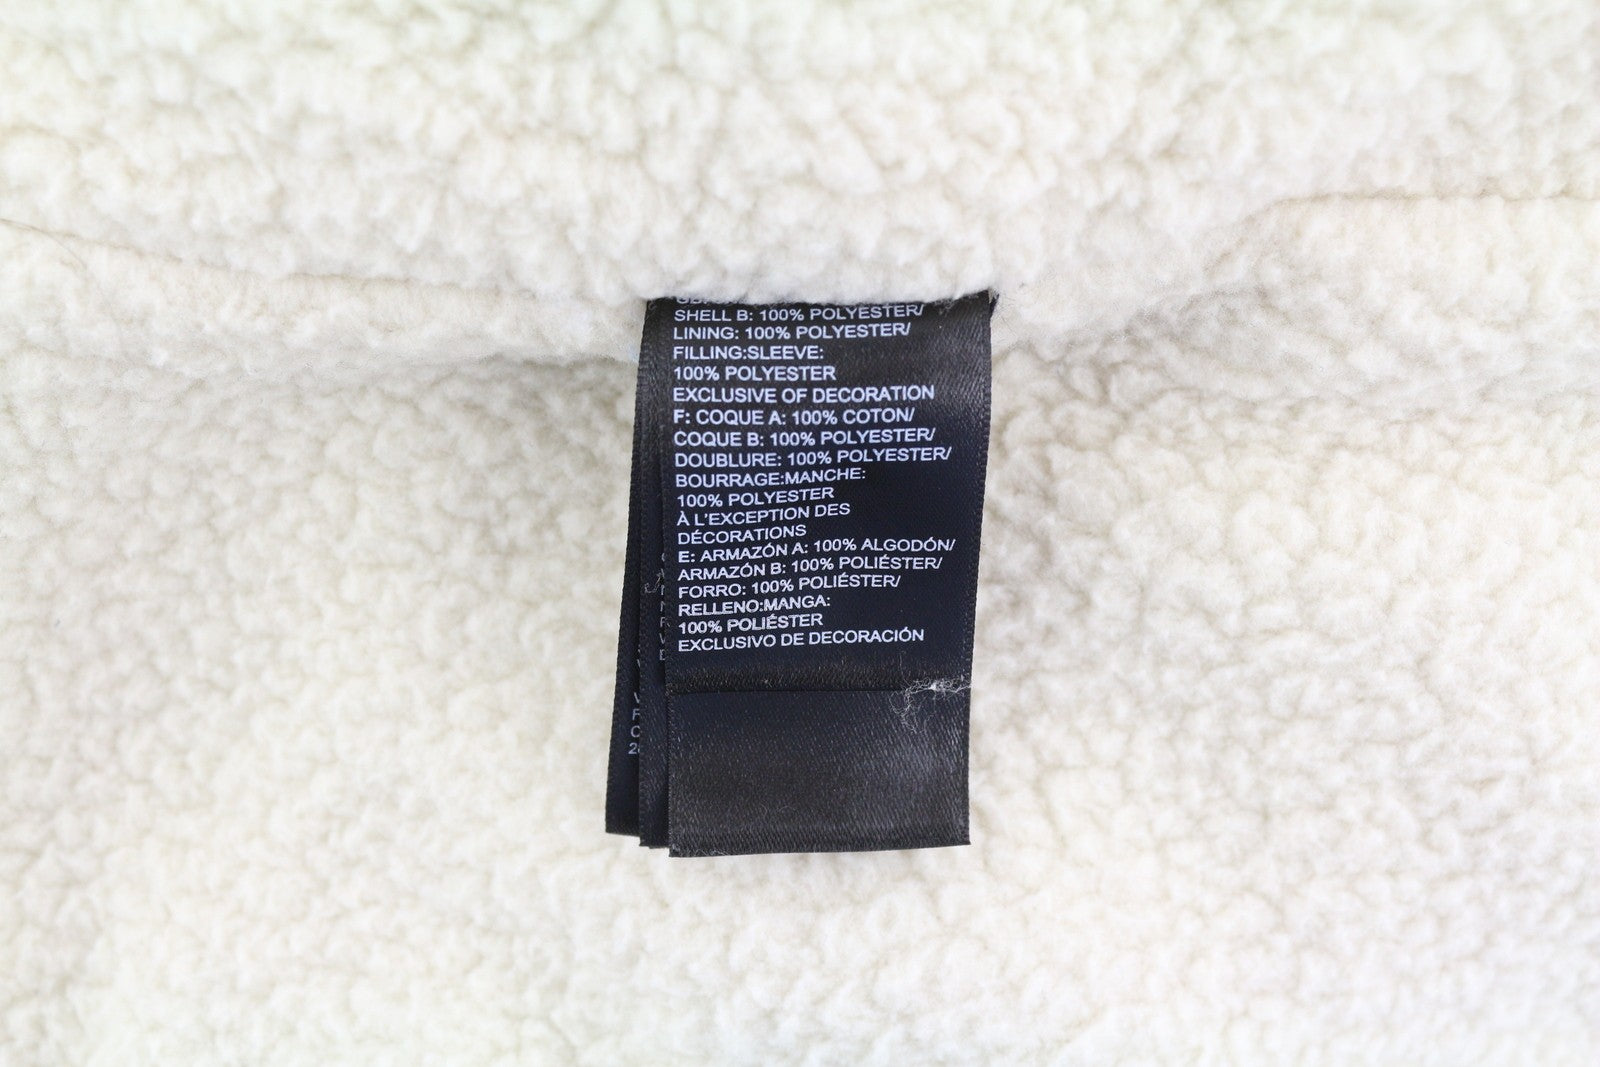 SHELL B: 100% POLYESTER/
LINING: 100% POLYESTER/
FILLING:SLEEVE:
100% POLYESTER
EXCLUSIVE OF DECORATION
F: COQUE A: 100% COTON/
COQUE B: 100% POLYESTER/
DOUBLURE: 100% POLYESTER/
BOURRAGE:MANCHE:
100% POLYESTER
À L'EXCEPTION DES
DÉCORATIONS
E: ARMAZÓN A: 100% ALGODÓN/
ARMAZÓN B: 100% POLIÉSTER/
FORRO: 100% POLIÉSTER/
RELLENO:MANGA:
100% POLIÉSTER
EXCLUSIVO DE DECORACIÓN